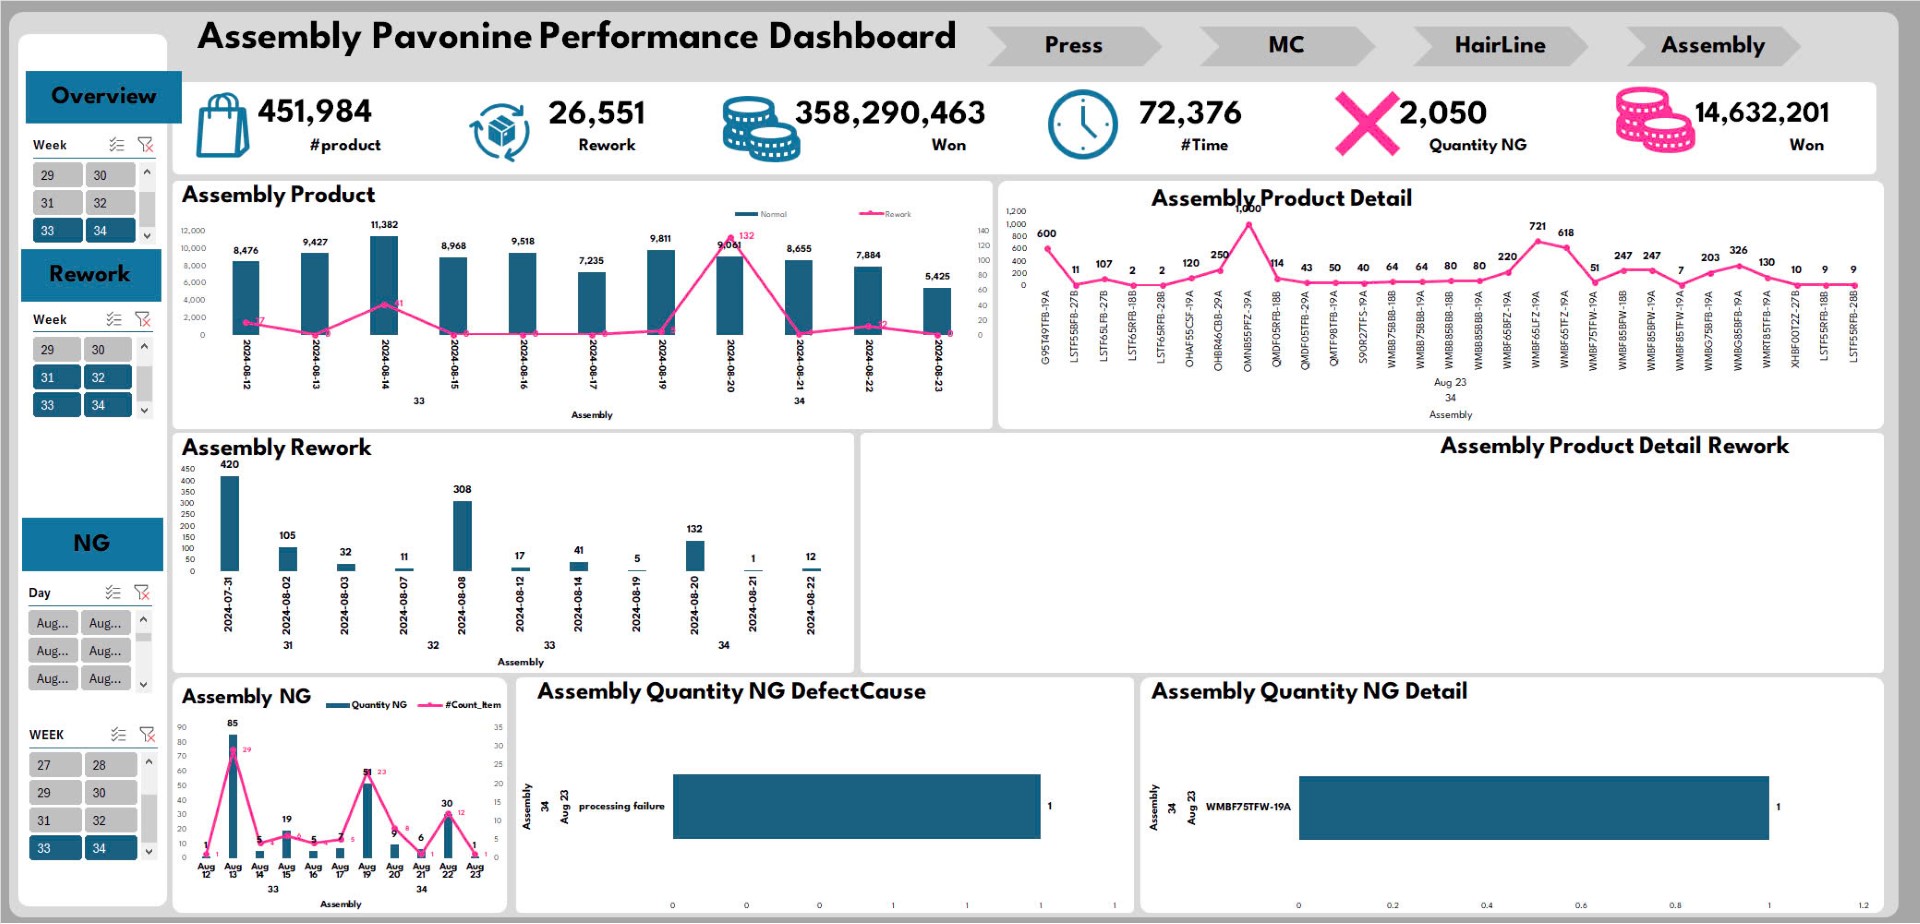 Assembly Pavonine Performance Dashboard
Press
MC
HairLine
Assembly
Overview
451,984
#product
26,551
Rework
358,290,463
Won
72,376
#Time
2,050
Quantity NG
14,632,201
Won
Week
29 30
31 32
33 34
Rework
Week
29 30
31 32
33 34
NG
Day
Aug... Aug...
Aug... Aug...
Aug... Aug...
WEEK
27 28
29 30
31 32
33 34
Assembly Product
Normal
Rework
12,000
10,000
8,000
6,000
4,000
2,000
0
8,476 9,427 11,382 8,968 9,518 7,235 9,811 9,061 8,655 7,884 5,425
132
140
120
100
80
60
40
20
0
2024-08-12 2024-08-13 2024-08-14 2024-08-15 2024-08-16 2024-08-17 2024-08-19 2024-08-20 2024-08-21 2024-08-22 2024-08-23
33 34
Assembly
Assembly Product Detail
1,200
1,000
800
600
400
200
0
600 11 107 2 2 120 250 1,000 114 43 50 40 64 64 80 80 220 721 618 51 247 247 7 203 326 130 10 9 9
G95T49TFB-19A LSTF55BFB-27B LSTF65LFB-27B LSTF65RFB-18B LSTF65RFB-28B OHAF55CSF-19A OHBR46CBB-29A OMNB55PFZ-39A QMDF05RFB-18B QMDF05TFB-29A QMTF98TFB-19A S90R27TFS-19A WMBB75BBB-18B WMBB75BBB-19A WMBB85BBB-18B WMBB85BBB-19A WMBF65BFZ-19A WMBF65LFZ-19A WMBF65TFZ-19A WMBF75TFW-19A WMBF85BFW-18B WMBF85BFW-19A WMBF85TFW-19A WMBG75BFB-19A WMBG85BFB-19A WMRT85TFB-19A XHBF00TZZ-27B LSTF55RFB-18B LSTF55RFB-28B
Aug 23
34
Assembly
Assembly Rework
450
400
350
300
250
200
150
100
50
0
420 105 32 11 308 17 41 5 132 1 12
2024-07-31 2024-08-02 2024-08-03 2024-08-07 2024-08-08 2024-08-12 2024-08-14 2024-08-19 2024-08-20 2024-08-21 2024-08-22
31 32 33 34
Assembly
Assembly Product Detail Rework
Assembly NG
Quantity NG
#Count_Item
90
80
70
60
50
40
30
20
10
0
1 85 5 19 5 7 51 9 6 30 1
1 29 4 6 4 5 23 8 1 12 1
35
30
25
20
15
10
5
0
Aug 12 Aug 13 Aug 14 Aug 15 Aug 16 Aug 17 Aug 19 Aug 20 Aug 21 Aug 22 Aug 23
33 34
Assembly
Assembly Quantity NG DefectCause
Assembly
34
Aug 23
processing failure
1
0 0 0 1 1 1 1
Assembly Quantity NG Detail
Assembly
34
Aug 23
WMBF75TFW-19A
1
0 0.2 0.4 0.6 0.8 1 1.2